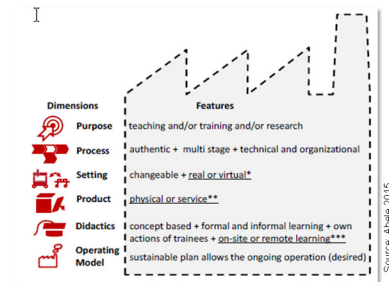 Dimensions Features
Purpose teaching and/or training and/or research
Process authentic + multi stage + technical and organizational
Setting changeable + real or virtual*
Product physical or service**
Didactics concept based + formal and informal learning + own
actions of trainees + on-site or remote learning***
Operating
Model sustainable plan allows the ongoing operation (desired)
Source: Abele 2015